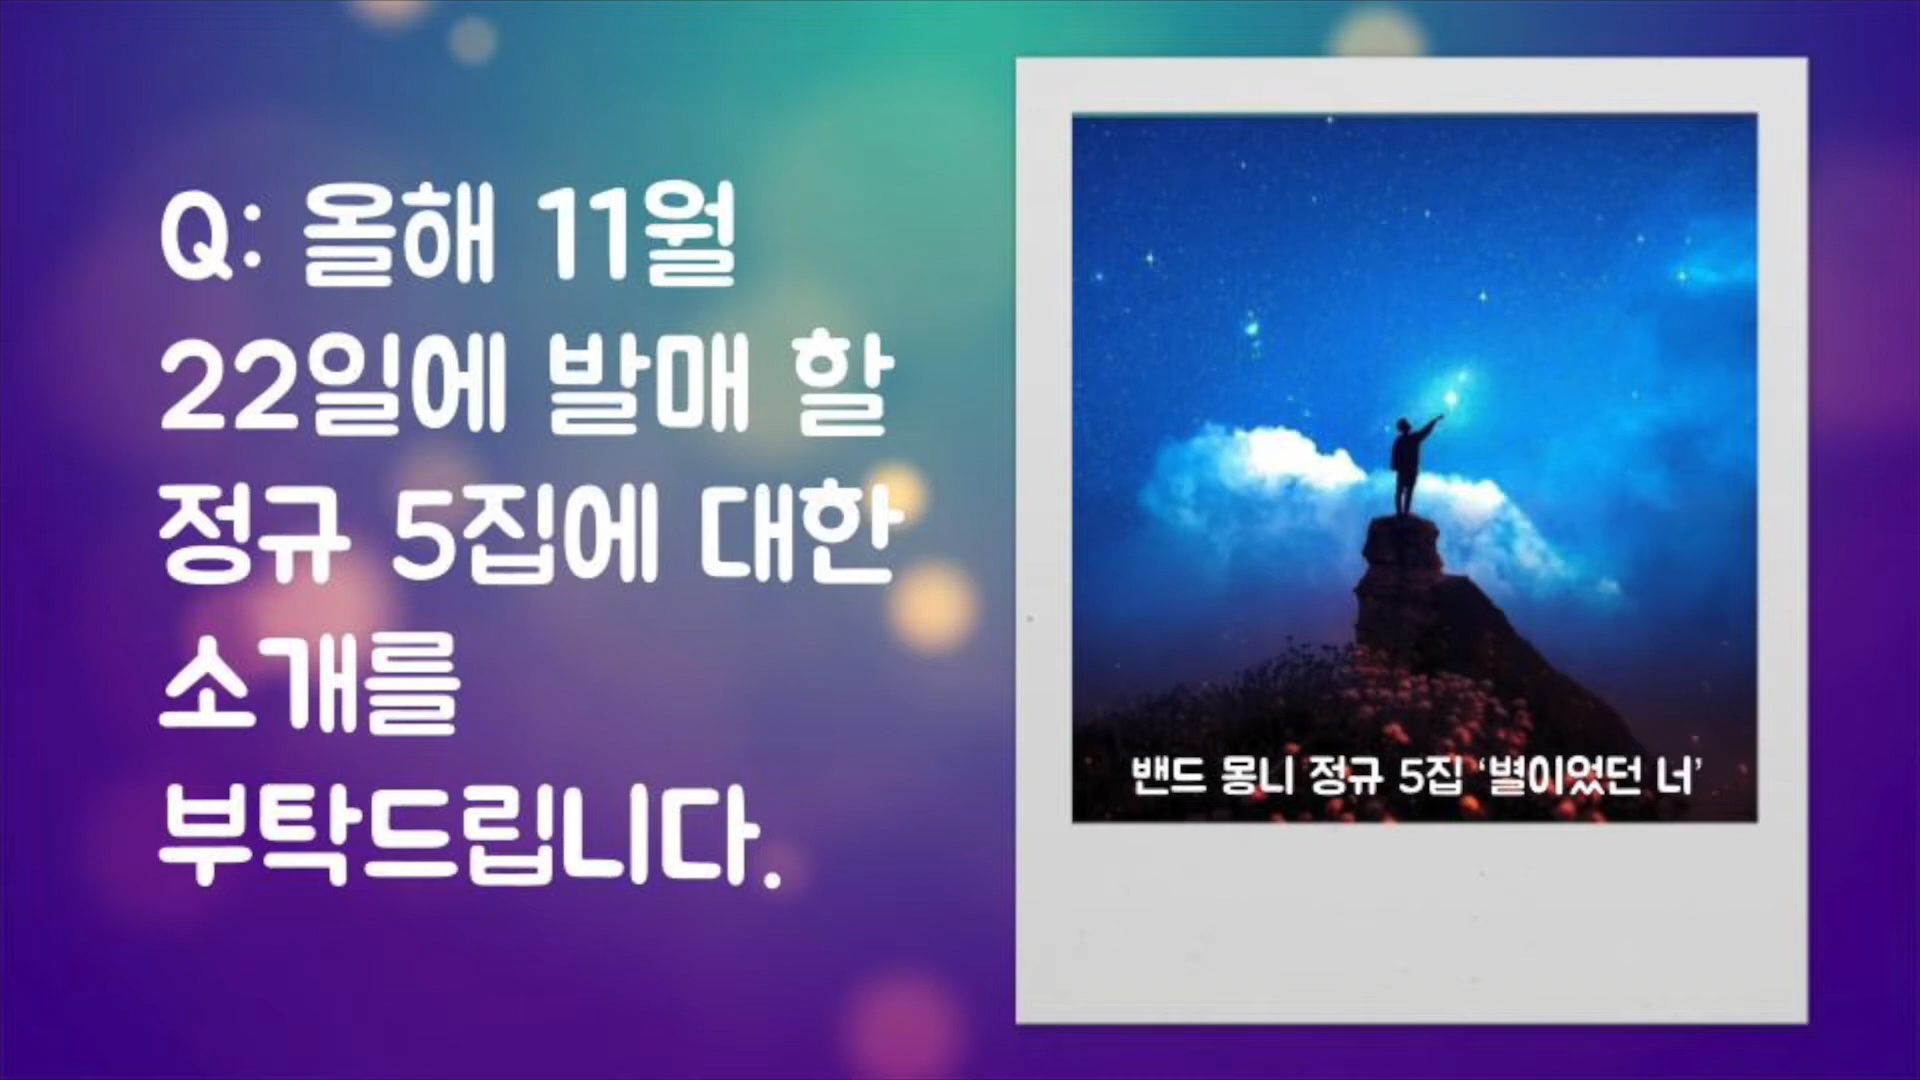 Q: 올해 11월
22일에 발매 할
정규 5집에 대한
소개를
부탁드립니다.
밴드 몽니 정규 5집 ‘별이었던 너’